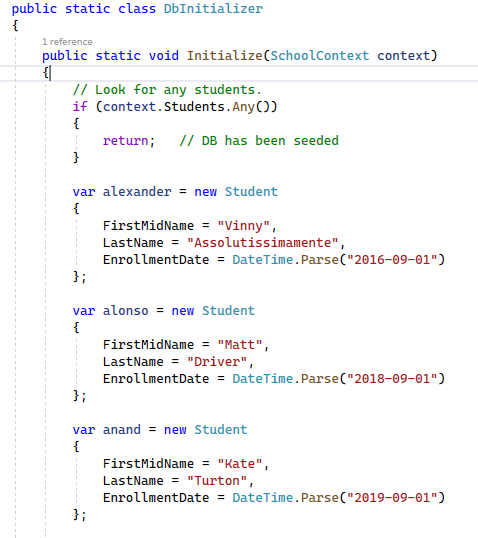 public static class DbInitializer
{
1 reference
public static void Initialize(SchoolContext context)
{
// Look for any students.
if (context.Students.Any())
{
return;   // DB has been seeded
}
var alexander = new Student
{
FirstMidName = "Vinny",
LastName = "Assolutissimamente",
EnrollmentDate = DateTime.Parse("2016-09-01")
};
var alonso = new Student
{
FirstMidName = "Matt",
LastName = "Driver",
EnrollmentDate = DateTime.Parse("2018-09-01")
};
var anand = new Student
{
FirstMidName = "Kate",
LastName = "Turton",
EnrollmentDate = DateTime.Parse("2019-09-01")
};